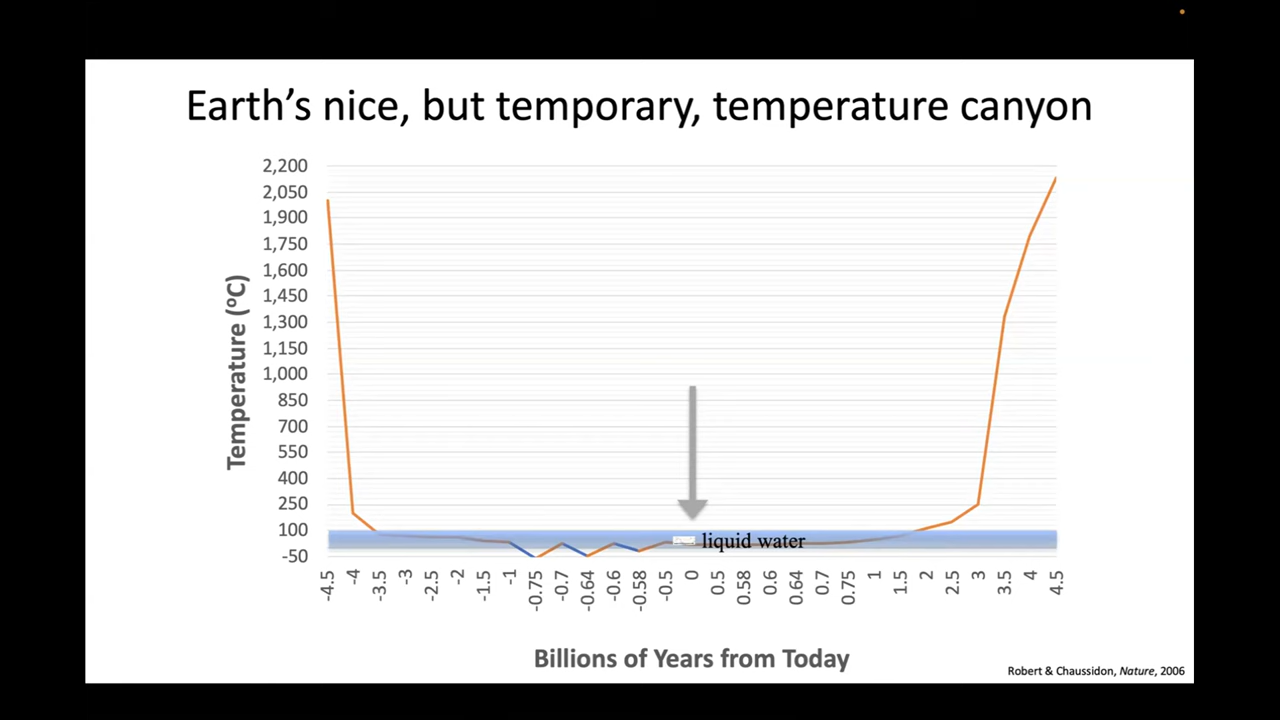 Earth's nice, but temporary, temperature canyon
2,200
2,050
1,900
1,750
1,600
1,450
1,300
1,150
1,000
850
700
550
400
250
100
-50
Temperature (°C)
liquid water
-4.5 -4 -3.5 -3 -2.5 -2 -1.5 -1 -0.75 -0.7 -0.64 -0.6 -0.58 -0.5 0 0.5 0.58 0.6 0.64 0.7 0.75 1 1.5 2 2.5 3 3.5 4 4.5
Billions of Years from Today
Robert & Chaussidon, Nature, 2006